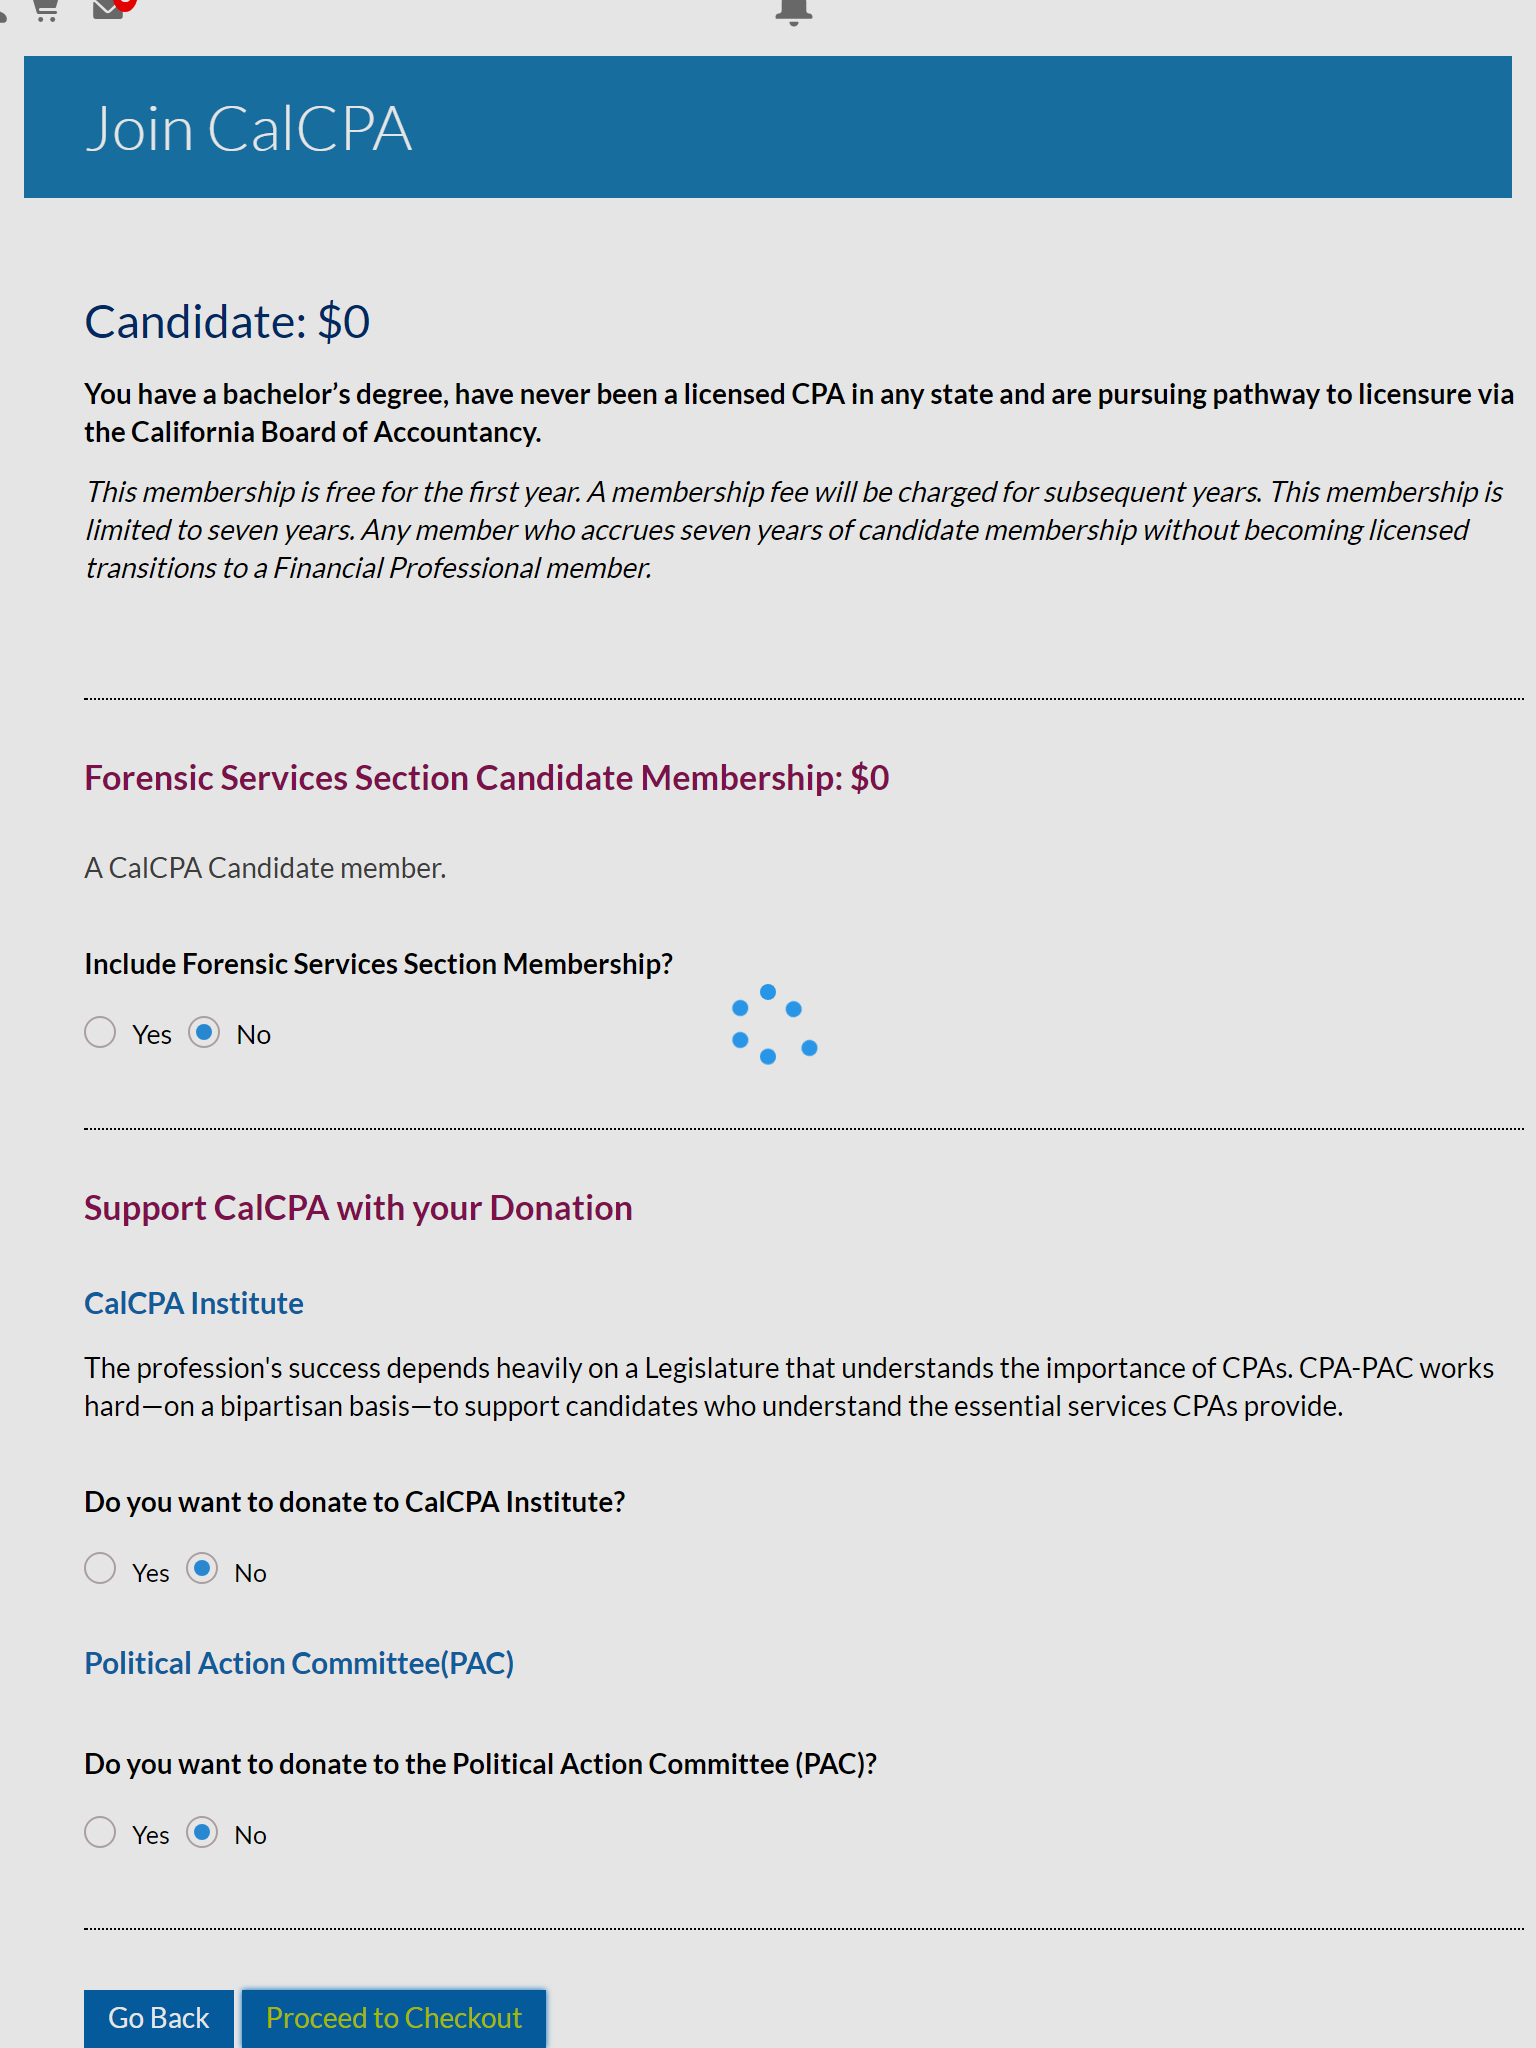 Join CalCPA
Candidate: $0
You have a bachelor’s degree, have never been a licensed CPA in any state and are pursuing pathway to licensure via
the California Board of Accountancy.
This membership is free for the first year. A membership fee will be charged for subsequent years. This membership is
limited to seven years. Any member who accrues seven years of candidate membership without becoming licensed
transitions to a Financial Professional member.
Forensic Services Section Candidate Membership: $0
A CalCPA Candidate member.
Include Forensic Services Section Membership?
Yes No
Support CalCPA with your Donation
CalCPA Institute
The profession's success depends heavily on a Legislature that understands the importance of CPAs. CPA-PAC works
hard—on a bipartisan basis—to support candidates who understand the essential services CPAs provide.
Do you want to donate to CalCPA Institute?
Yes No
Political Action Committee(PAC)
Do you want to donate to the Political Action Committee (PAC)?
Yes No
Go Back Proceed to Checkout